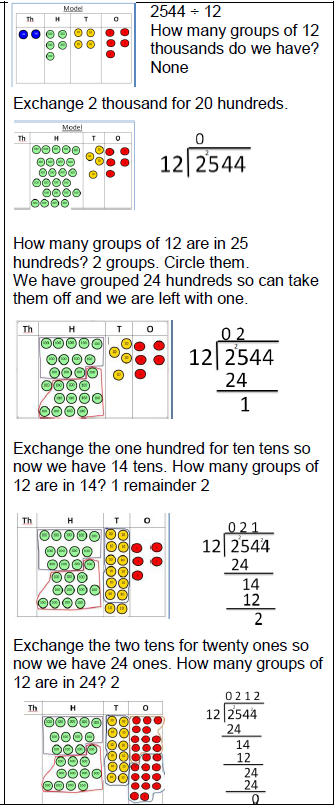 Model
Th H T O
2544 ÷ 12
How many groups of 12
thousands do we have?
None
Exchange 2 thousand for 20 hundreds.
Model
Th H T O
0
12 2544
How many groups of 12 are in 25
hundreds? 2 groups. Circle them.
We have grouped 24 hundreds so can take
them off and we are left with one.
Th H T O
0 2
12 2544
24
1
Exchange the one hundred for ten tens so
now we have 14 tens. How many groups of
12 are in 14? 1 remainder 2
Th H T O
0 2 1
12 2544
24
14
12
2
Exchange the two tens for twenty ones so
now we have 24 ones. How many groups of
12 are in 24? 2
Th H T O
0 2 1 2
12 2544
24
14
12
24
24
0